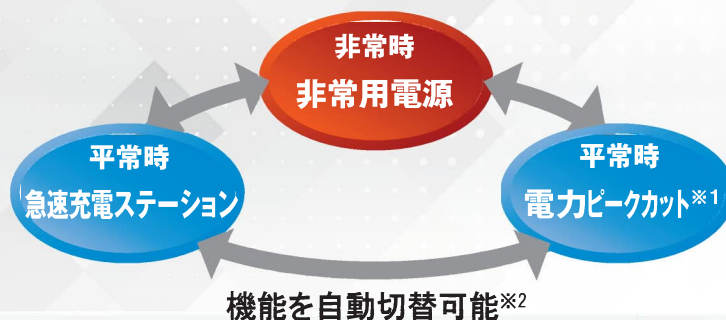 非常時
非常用電源
平常時
急速充電ステーション
平常時
電力ピークカット※1
機能を自動切替可能※2